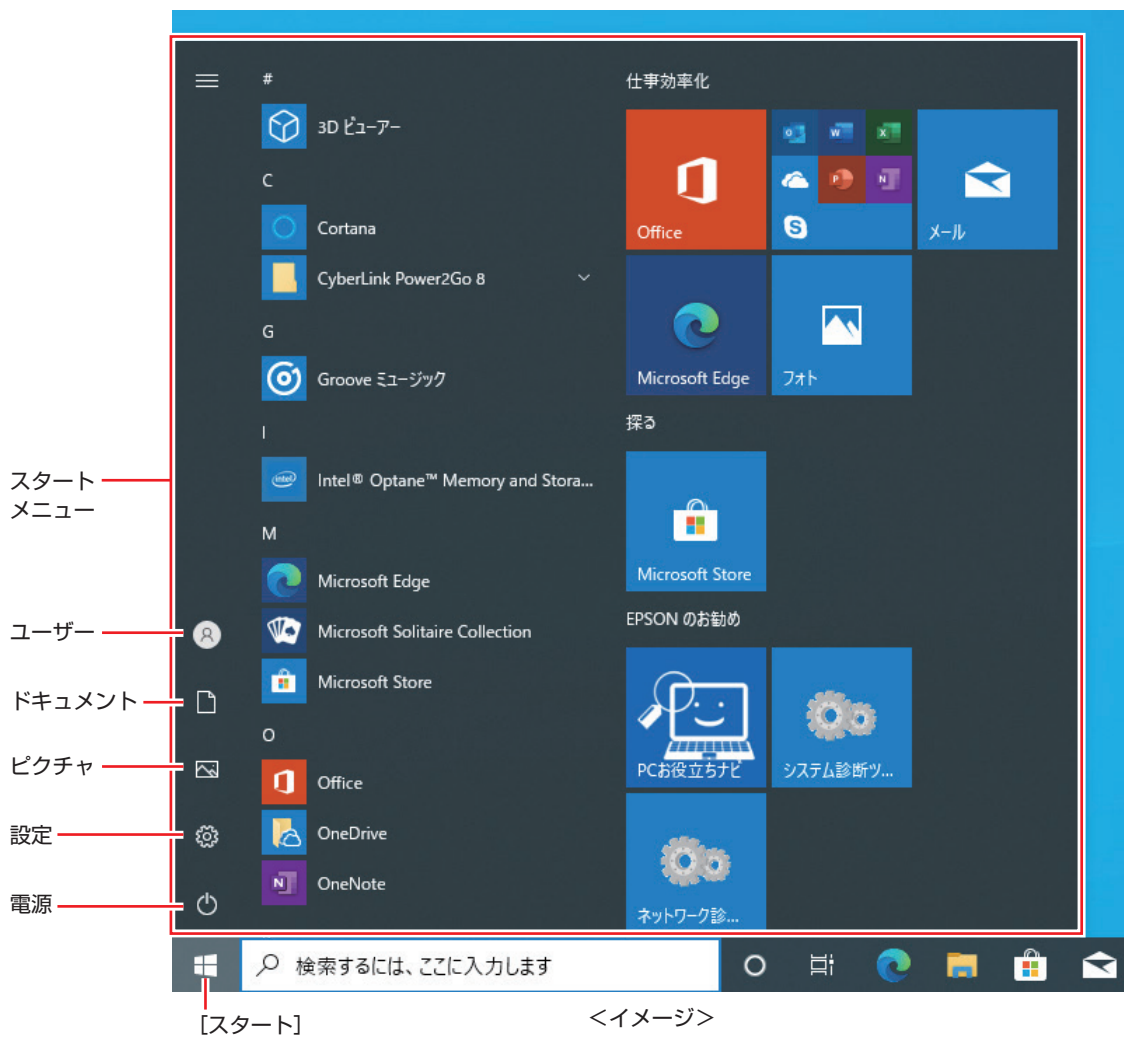 スタート
メニュー
ユーザー
ドキュメント
ピクチャ
設定
電源
#
3D ビューアー
C
Cortana
CyberLink Power2Go 8
G
Groove ミュージック
I
intel
Intel® Optane™ Memory and Stora...
M
Microsoft Edge
Microsoft Solitaire Collection
Microsoft Store
O
Office
OneDrive
N
OneNote
仕事効率化
Office
O
W
X
P
N
S
メール
Microsoft Edge
フォト
探る
Microsoft Store
EPSON のお勧め
PCお役立ちナビ
システム診断ツ...
ネットワーク診...
検索するには、ここに入力します
[スタート]
＜イメージ＞